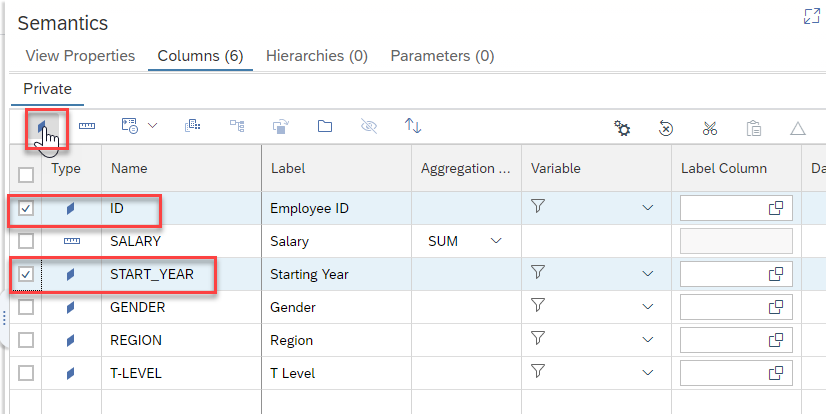 Semantics
View Properties Columns (6) Hierarchies (0) Parameters (0)
Private
Type Name Label Aggregation ... Variable Label Column Da
ID Employee ID
SALARY Salary SUM
START_YEAR Starting Year
GENDER Gender
REGION Region
T-LEVEL T Level